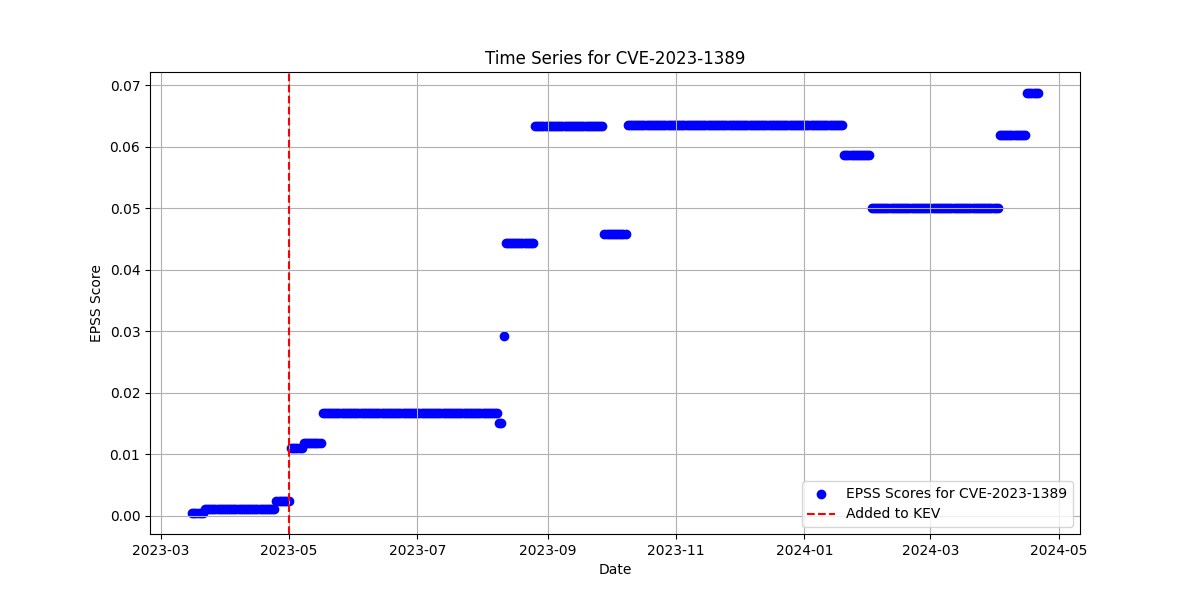 Time Series for CVE-2023-1389
EPSS Score
0.07
0.06
0.05
0.04
0.03
0.02
0.01
0.00
EPSS Scores for CVE-2023-1389
Added to KEV
2023-03 2023-05 2023-07 2023-09 2023-11 2024-01 2024-03 2024-05
Date